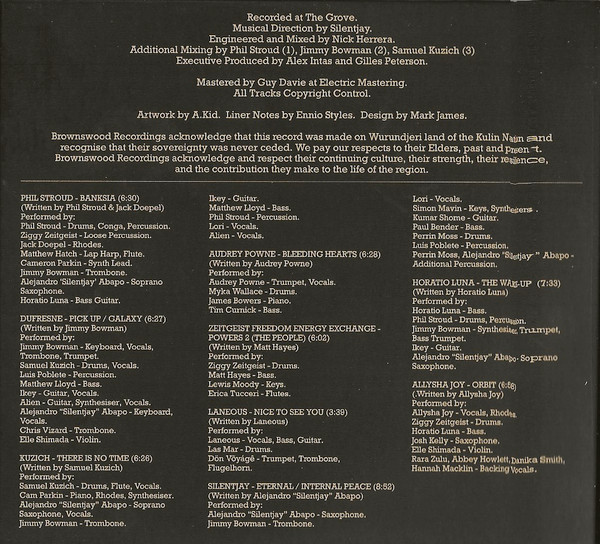 Recorded at The Grove.
Musical Direction by Silentjay.
Engineered and Mixed by Nick Herrera.
Additional Mixing by Phil Stroud (1), Jimmy Bowman (2), Samuel Kuzich (3)
Executive Produced by Alex Intas and Gilles Peterson.
Mastered by Guy Davie at Electric Mastering.
All Tracks Copyright Control.
Artwork by A.Kid. Liner Notes by Ennio Styles. Design by Mark James.
Brownswood Recordings acknowledge that this record was made on Wurundjeri land of the Kulin Nation and
recognise that their sovereignty was never ceded. We pay our respects to their Elders, past and present.
Brownswood Recordings acknowledge and respect their continuing culture, their strength, their resilience,
and the contribution they make to the life of the region.
PHIL STROUD - BANKSIA (6:30)
(Written by Phil Stroud & Jack Doepel)
Performed by:
Phil Stroud - Drums, Conga, Percussion.
Ziggy Zeitgeist - Loose Percussion.
Jack Doepel - Rhodes.
Matthew Hatch - Lap Harp, Flute.
Cameron Parkin - Synth Lead.
Jimmy Bowman - Trombone.
Alejandro 'Silentjay' Abapo - Soprano
Saxophone.
Horatio Luna - Bass Guitar.
DUFRESNE - PICK UP / GALAXY (6:27)
(Written by Jimmy Bowman)
Performed by:
Jimmy Bowman - Keyboard, Vocals,
Trombone, Trumpet.
Samuel Kuzich - Drums, Vocals.
Luis Poblete - Percussion.
Matthew Lloyd - Bass.
Ikey - Guitar, Vocals.
Alien - Guitar, Synthesiser, Vocals.
Alejandro "Silentjay" Abapo - Keyboard,
Vocals.
Chris Vizard - Trombone.
Elle Shimada - Violin.
KUZICH - THERE IS NO TIME (6:26)
(Written by Samuel Kuzich)
Performed by:
Samuel Kuzich - Drums, Flute, Vocals.
Cam Parkin - Piano, Rhodes, Synthesiser.
Alejandro "Silentjay" Abapo - Soprano
Saxophone, Vocals.
Jimmy Bowman - Trombone.
Ikey - Guitar.
Matthew Lloyd - Bass.
Phil Stroud - Percussion.
Lori - Vocals.
Alien - Vocals.
AUDREY POWNE - BLEEDING HEARTS (6:28)
(Written by Audrey Powne)
Performed by:
Audrey Powne - Trumpet, Vocals.
Myka Wallace - Drums.
James Bowers - Piano.
Tim Curnick - Bass.
ZEITGEIST FREEDOM ENERGY EXCHANGE -
POWERS 2 (THE PEOPLE) (6:02)
(Written by Matt Hayes)
Performed by:
Ziggy Zeitgeist - Drums.
Matt Hayes - Bass.
Lewis Moody - Keys.
Erica Tucceri - Flutes.
LANEOUS - NICE TO SEE YOU (3:39)
(Written by Laneous)
Performed by:
Laneous - Vocals, Bass, Guitar.
Las Mar - Drums.
Dön Vöyágé - Trumpet, Trombone,
Flugelhorn.
SILENTJAY - ETERNAL / INTERNAL PEACE (8:52)
(Written by Alejandro "Silentjay" Abapo)
Performed by:
Alejandro "Silentjay" Abapo - Saxophone.
Jimmy Bowman - Trombone.
Lori - Vocals.
Simon Mavin - Keys, Synthesisers.
Kumar Shome - Guitar.
Paul Bender - Bass.
Perrin Moss - Drums.
Luis Poblete - Percussion.
Perrin Moss, Alejandro "Silentjay" Abapo -
Additional Percussion.
HORATIO LUNA - THE WAKE-UP (7:33)
(Written by Horatio Luna)
Performed by:
Horatio Luna - Bass.
Phil Stroud - Drums, Percussion.
Jimmy Bowman - Synthesiser, Trumpet,
Bass Trumpet.
Ikey - Guitar.
Alejandro "Silentjay" Abapo - Soprano
Saxophone.
ALLYSHA JOY - ORBIT
(.Written by Allysha Joy)
Performed by:
Allysha Joy - Vocals, Rhodes
Ziggy Zeitgeist - Drums.
Horatio Luna - Bass.
Josh Kelly - Saxophone.
Elle Shimada - Violin.
Rara Zulu, Abbey Howlett, Danika Smith,
Hannah Macklin - Backing Vocals.